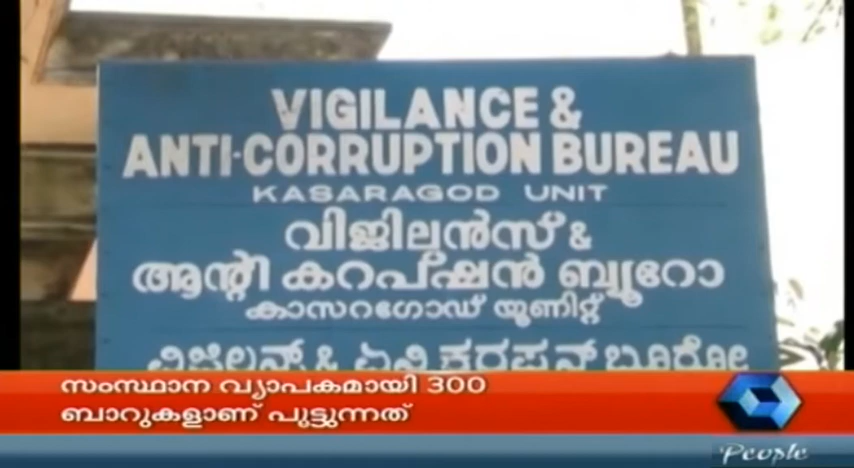 VIGILANCE &
ANTI-CORRUPTION BUREAU
KASARAGOD UNIT
വിജിലൻസ് &
ആന്റി കറപ്ഷൻ ബ്യൂറോ
കാസറഗോഡ് യൂണിറ്റ്
സംസ്ഥാന വ്യാപകമായി 300
ബാറുകളാണ് പൂട്ടുന്നത്
People